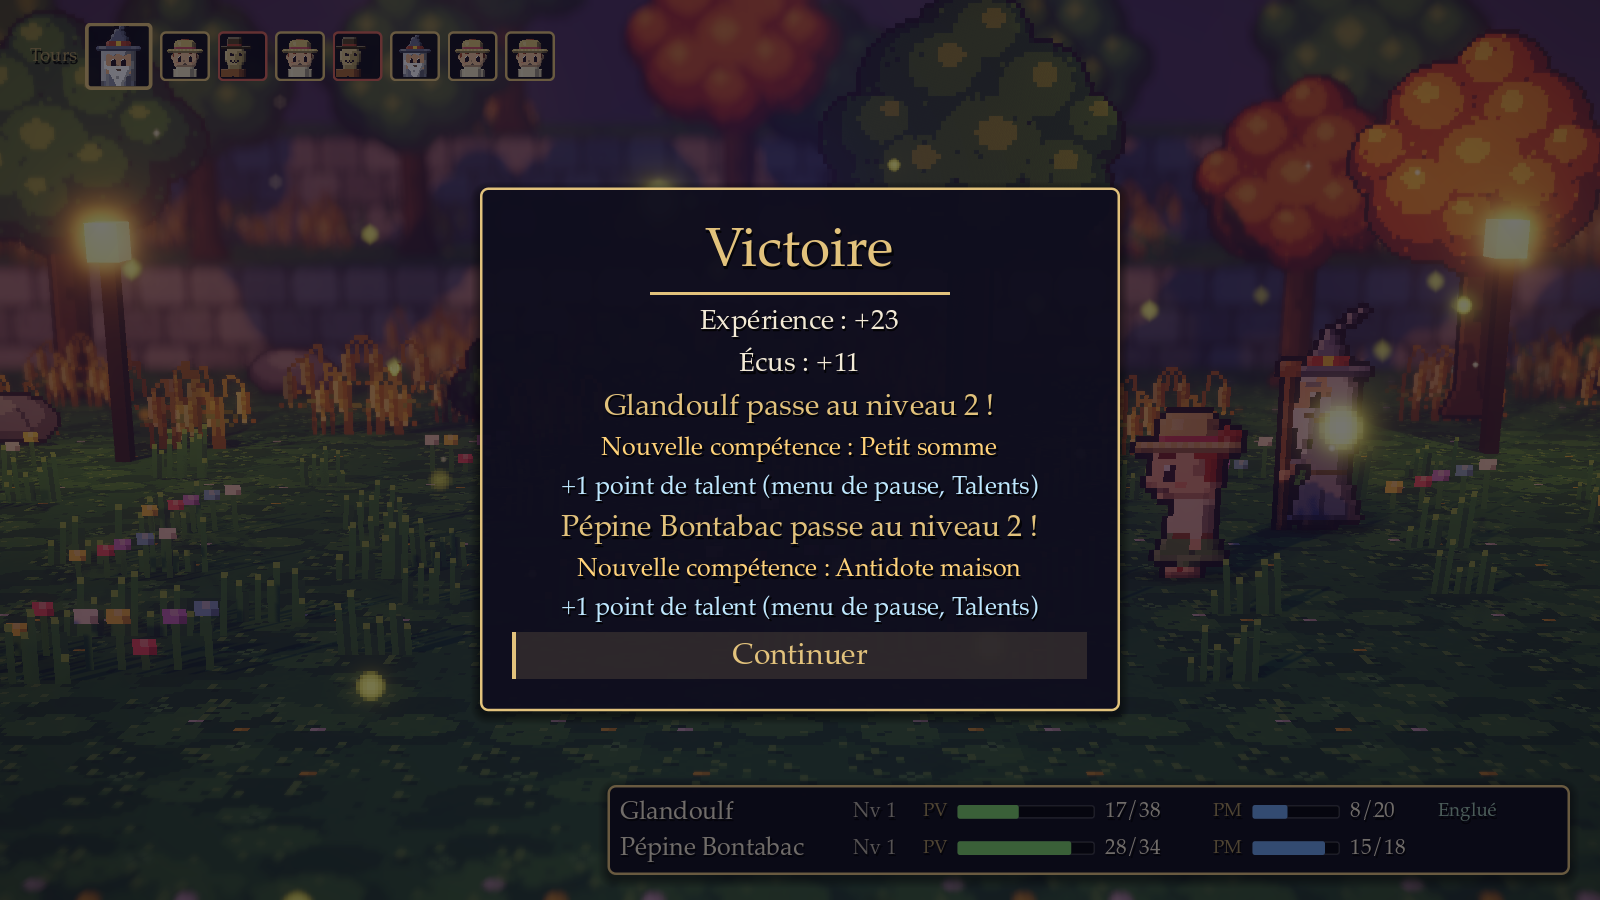 Tours
Victoire
Expérience : +23
Écus : +11
Glandoulf passe au niveau 2 !
Nouvelle compétence : Petit somme
+1 point de talent (menu de pause, Talents)
Pépine Bontabac passe au niveau 2 !
Nouvelle compétence : Antidote maison
+1 point de talent (menu de pause, Talents)
Continuer
Glandoulf Nv 1 PV 17/38 PM 8/20 Englué
Pépine Bontabac Nv 1 PV 28/34 PM 15/18